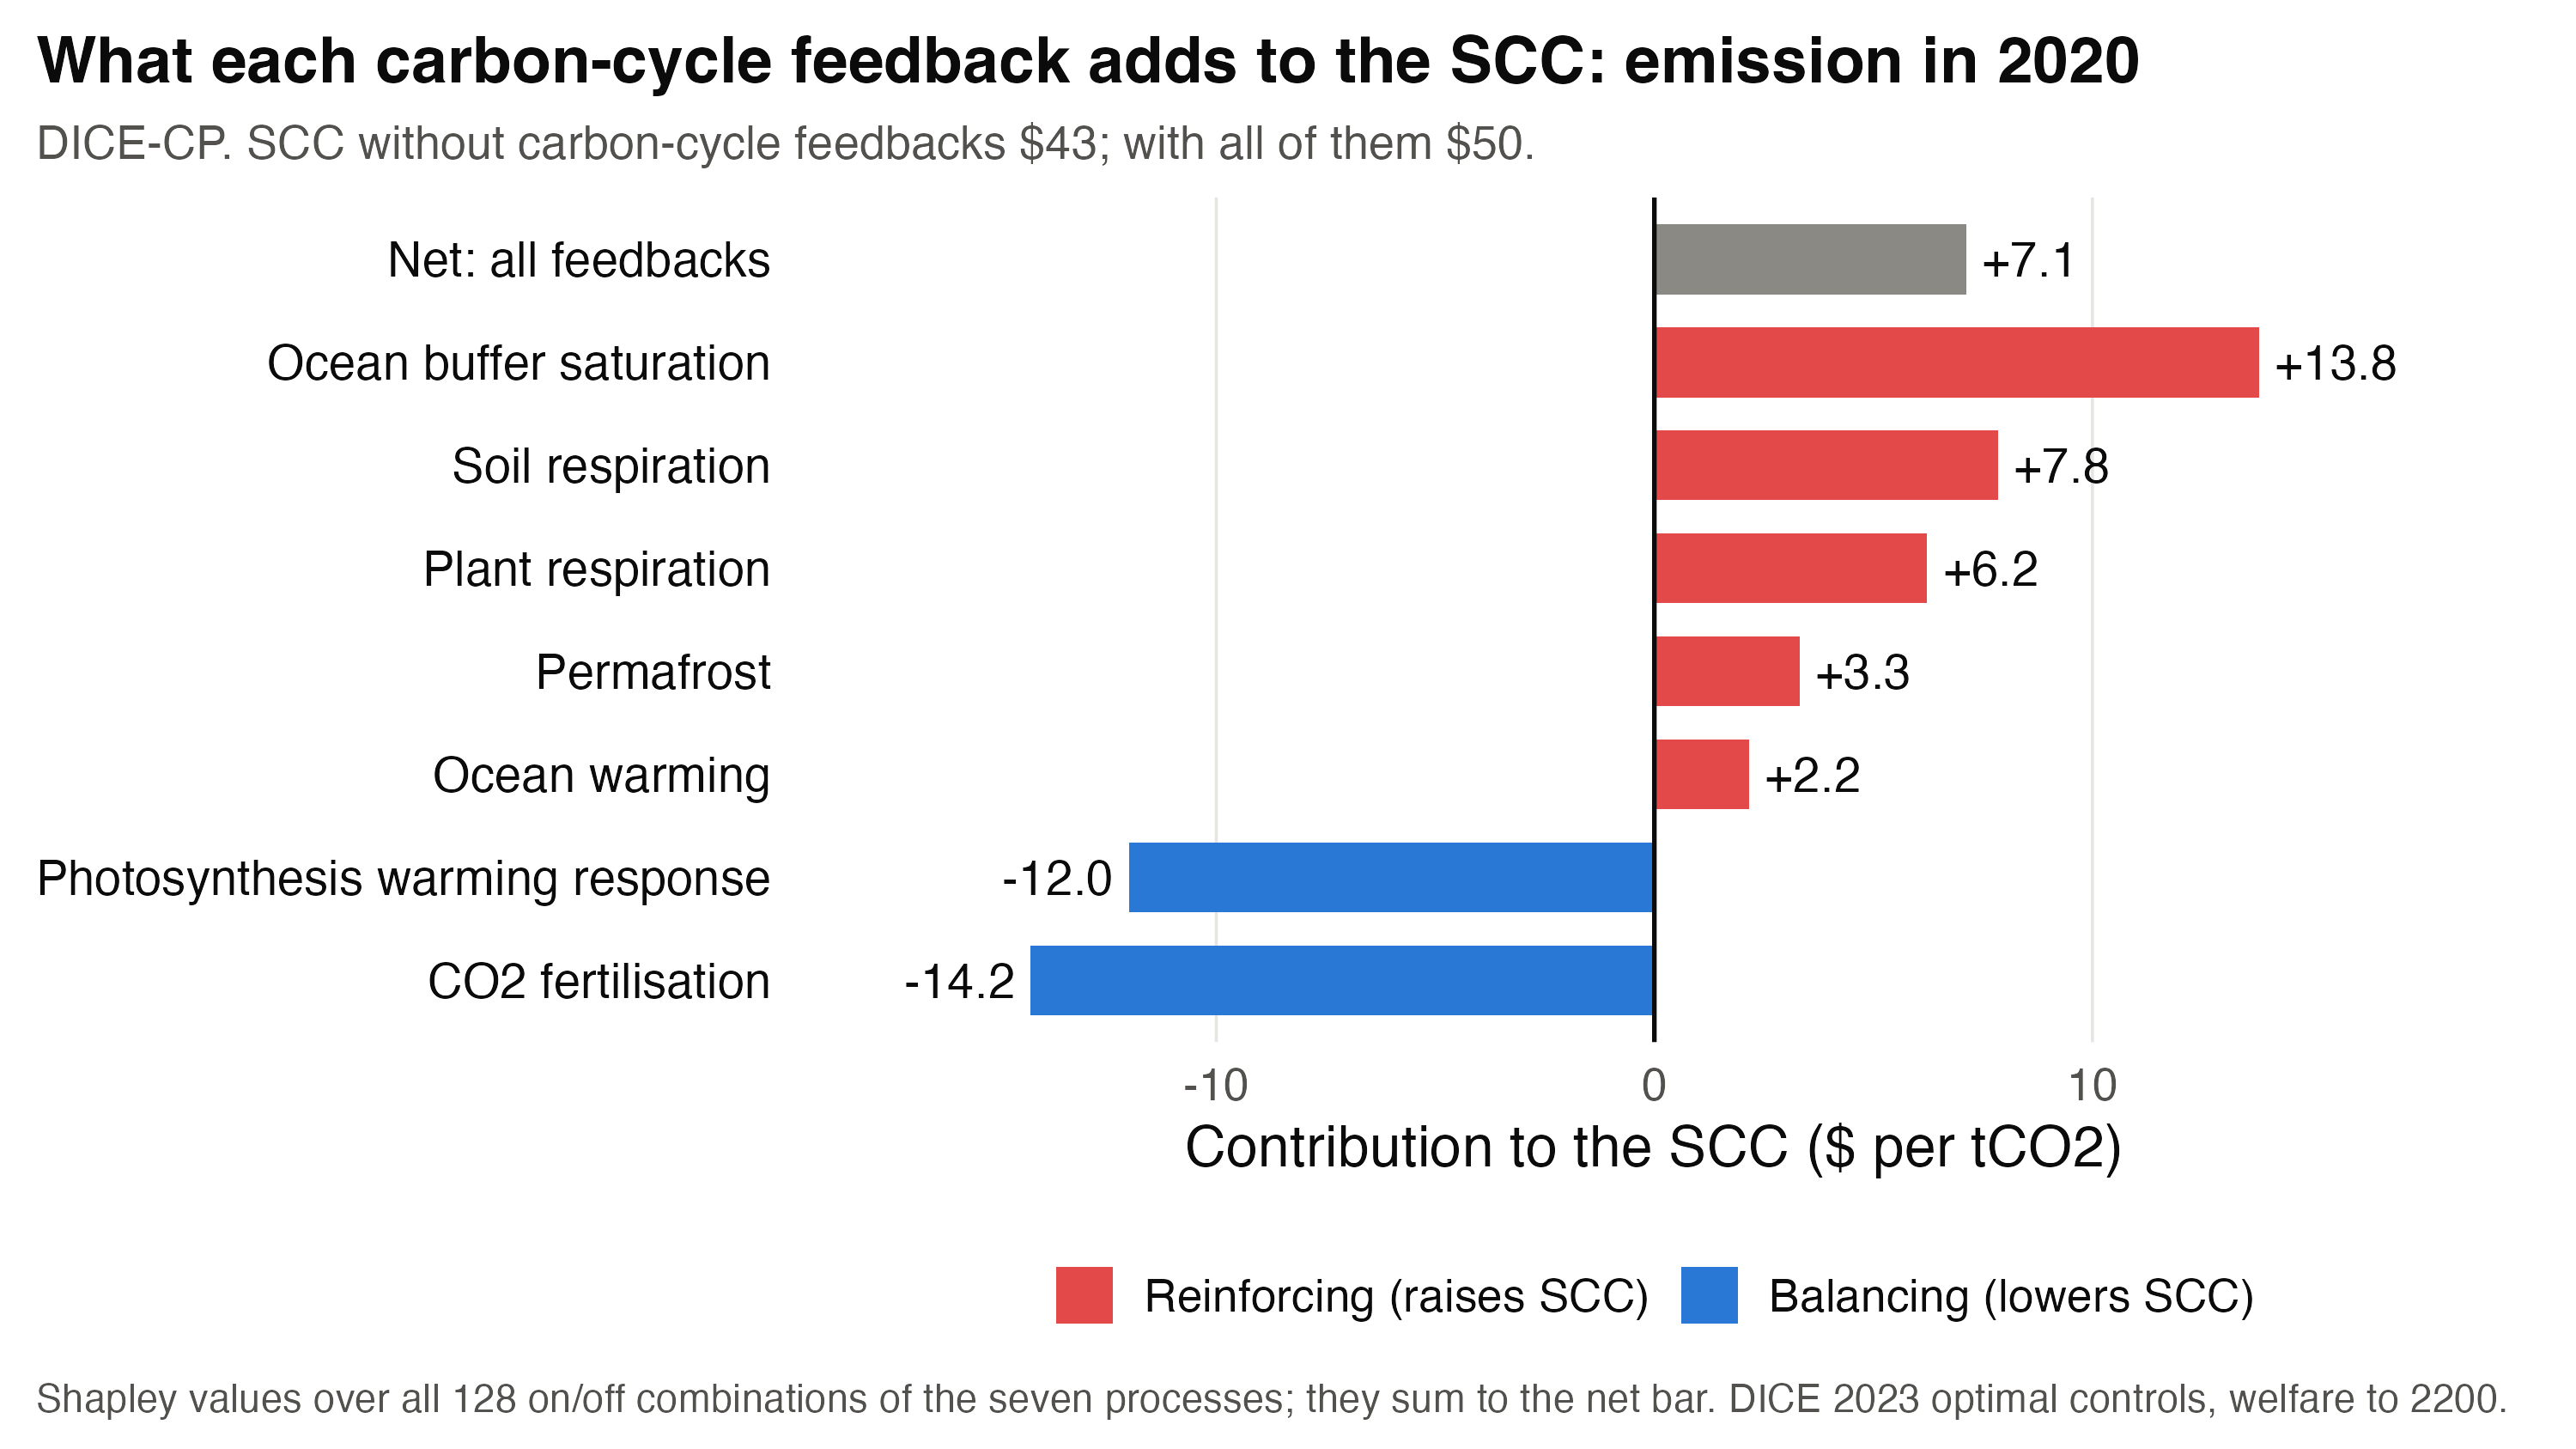 What each carbon-cycle feedback adds to the SCC: emission in 2020
DICE-CP. SCC without carbon-cycle feedbacks $43; with all of them $50.
Net: all feedbacks +7.1
Ocean buffer saturation +13.8
Soil respiration +7.8
Plant respiration +6.2
Permafrost +3.3
Ocean warming +2.2
Photosynthesis warming response -12.0
CO2 fertilisation -14.2
-10 0 10
Contribution to the SCC ($ per tCO2)
Reinforcing (raises SCC) Balancing (lowers SCC)
Shapley values over all 128 on/off combinations of the seven processes; they sum to the net bar. DICE 2023 optimal controls, welfare to 2200.